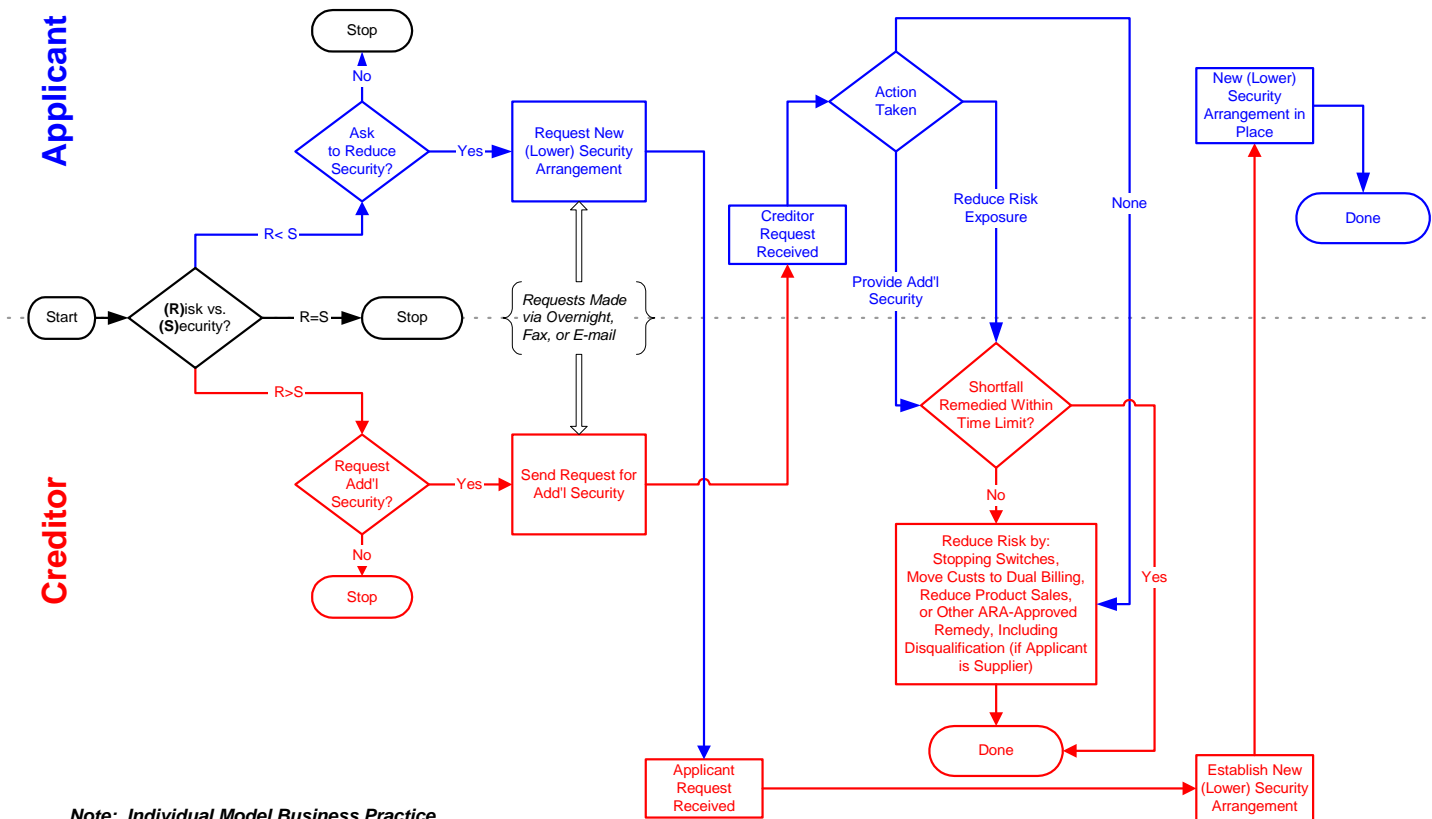 Applicant
Creditor
Start
(R)isk vs.
(S)ecurity?
R< S
R=S
R>S
Stop
Ask
to Reduce
Security?
No
Stop
Yes
Request New
(Lower) Security
Arrangement
Requests Made
via Overnight,
Fax, or E-mail
Request
Add'l
Security?
No
Stop
Yes
Send Request for
Add'l Security
Creditor
Request
Received
Action
Taken
Provide Add'l
Security
Reduce Risk
Exposure
None
Shortfall
Remedied Within
Time Limit?
No
Yes
Reduce Risk by:
Stopping Switches,
Move Custs to Dual Billing,
Reduce Product Sales,
or Other ARA-Approved
Remedy, Including
Disqualification (if Applicant
is Supplier)
Done
Applicant
Request
Received
Establish New
(Lower) Security
Arrangement
New (Lower)
Security
Arrangement in
Place
Done
Note: Individual Model Business Practice